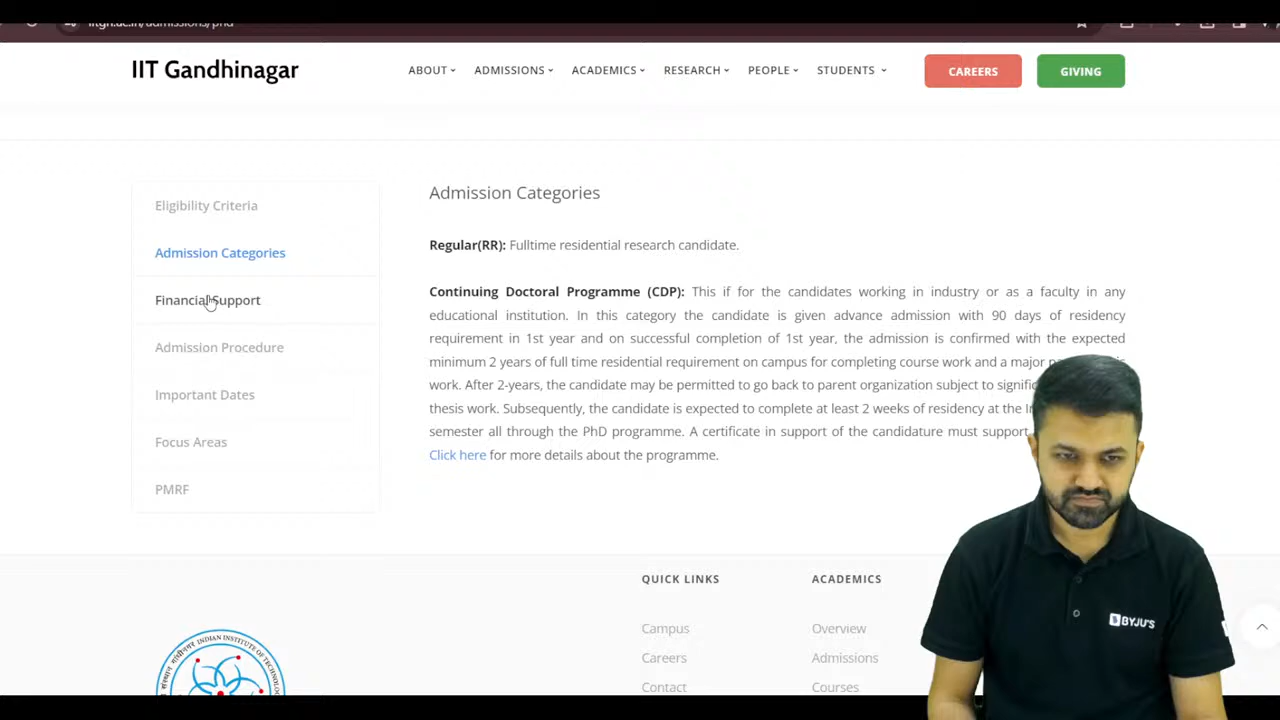 IIT Gandhinagar
ABOUT
ADMISSIONS
ACADEMICS
RESEARCH
PEOPLE
STUDENTS
CAREERS
GIVING
Eligibility Criteria
Admission Categories
Financial Support
Admission Procedure
Important Dates
Focus Areas
PMRF
Admission Categories
Regular(RR): Fulltime residential research candidate.
Continuing Doctoral Programme (CDP): This if for the candidates working in industry or as a faculty in any
educational institution. In this category the candidate is given advance admission with 90 days of residency
requirement in 1st year and on successful completion of 1st year, the admission is confirmed with the expected
minimum 2 years of full time residential requirement on campus for completing course work and a major
work. After 2-years, the candidate may be permitted to go back to parent organization subject to
thesis work. Subsequently, the candidate is expected to complete at least 2 weeks of residency at the
semester all through the PhD programme. A certificate in support of the candidature must support
Click here for more details about the programme.
QUICK LINKS
Campus
Careers
Contact
ACADEMICS
Overview
Admissions
Courses
INDIAN INSTITUTE OF
BYJU'S